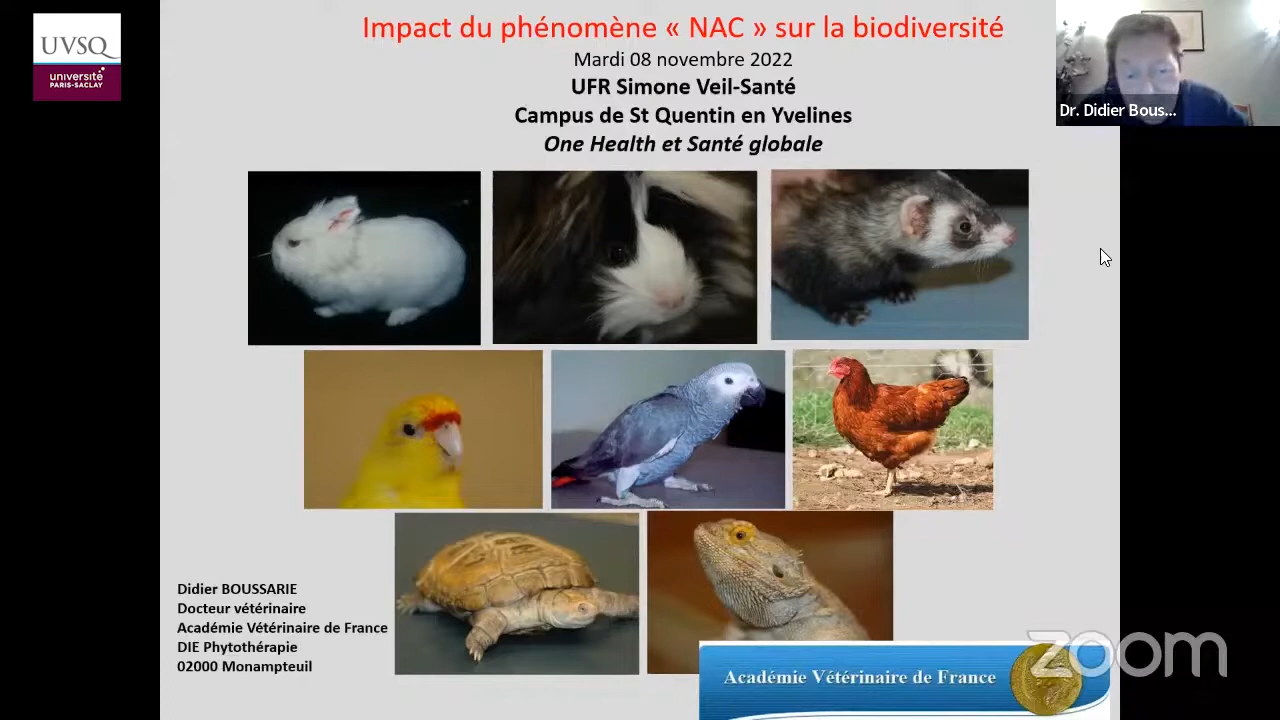 UVSQ
université
PARIS-SACLAY
Impact du phénomène « NAC » sur la biodiversité
Mardi 08 novembre 2022
UFR Simone Veil-Santé
Campus de St Quentin en Yvelines
One Health et Santé globale
Dr. Didier Bous...
Didier BOUSSARIE
Docteur vétérinaire
Académie Vétérinaire de France
DIE Phytothérapie
02000 Monampteuil
Académie Vétérinaire de France
zoom